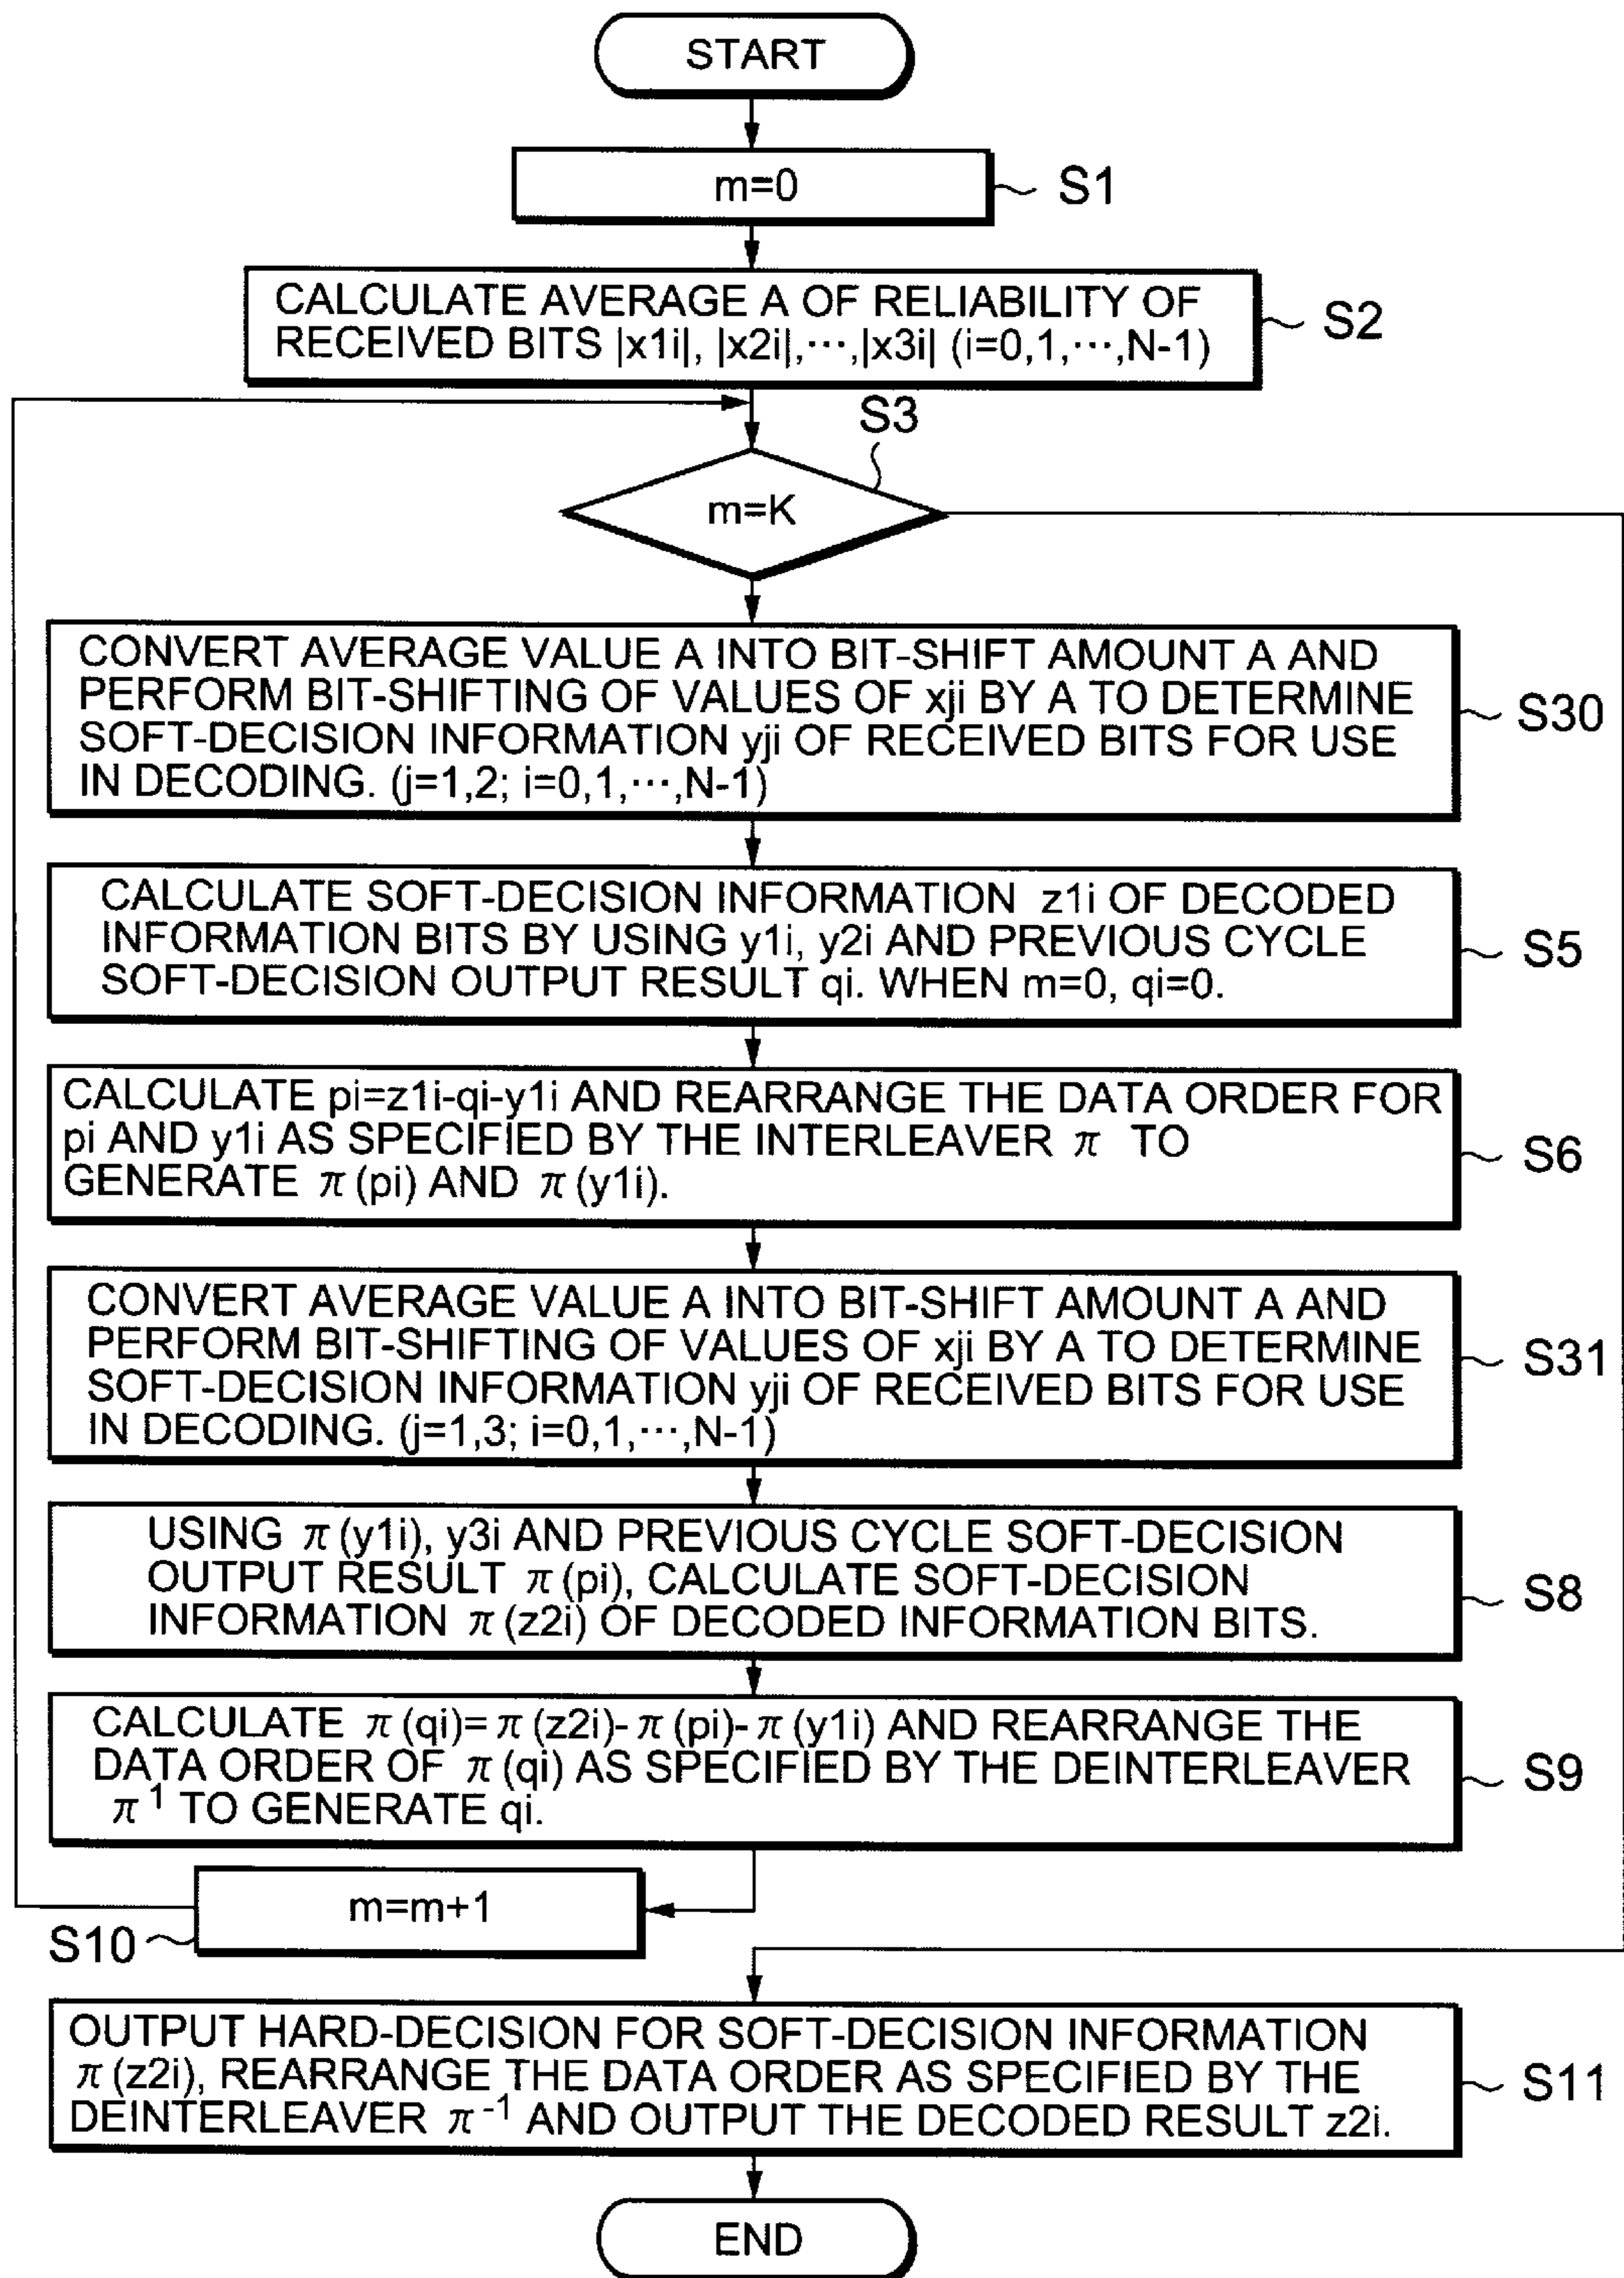 START
m=0
S1
CALCULATE AVERAGE A OF RELIABILITY OF
RECEIVED BITS |x1i|, |x2i|,⋯,|x3i| (i=0,1,⋯,N-1)
S2
S3
m=K
CONVERT AVERAGE VALUE A INTO BIT-SHIFT AMOUNT A AND
PERFORM BIT-SHIFTING OF VALUES OF xji BY A TO DETERMINE
SOFT-DECISION INFORMATION yji OF RECEIVED BITS FOR USE
IN DECODING. (j=1,2; i=0,1,⋯,N-1)
S30
CALCULATE SOFT-DECISION INFORMATION z1i OF DECODED
INFORMATION BITS BY USING y1i, y2i AND PREVIOUS CYCLE
SOFT-DECISION OUTPUT RESULT qi. WHEN m=0, qi=0.
S5
CALCULATE pi=z1i-qi-y1i AND REARRANGE THE DATA ORDER FOR
pi AND y1i AS SPECIFIED BY THE INTERLEAVER π TO
GENERATE π(pi) AND π(y1i).
S6
CONVERT AVERAGE VALUE A INTO BIT-SHIFT AMOUNT A AND
PERFORM BIT-SHIFTING OF VALUES OF xji BY A TO DETERMINE
SOFT-DECISION INFORMATION yji OF RECEIVED BITS FOR USE
IN DECODING. (j=1,3; i=0,1,⋯,N-1)
S31
USING π(y1i), y3i AND PREVIOUS CYCLE SOFT-DECISION
OUTPUT RESULT π(pi), CALCULATE SOFT-DECISION
INFORMATION π(z2i) OF DECODED INFORMATION BITS.
S8
CALCULATE π(qi)=π(z2i)-π(pi)-π(y1i) AND REARRANGE THE
DATA ORDER OF π(qi) AS SPECIFIED BY THE DEINTERLEAVER
π¹ TO GENERATE qi.
S9
m=m+1
S10
OUTPUT HARD-DECISION FOR SOFT-DECISION INFORMATION
π(z2i), REARRANGE THE DATA ORDER AS SPECIFIED BY THE
DEINTERLEAVER π⁻¹ AND OUTPUT THE DECODED RESULT z2i.
S11
END